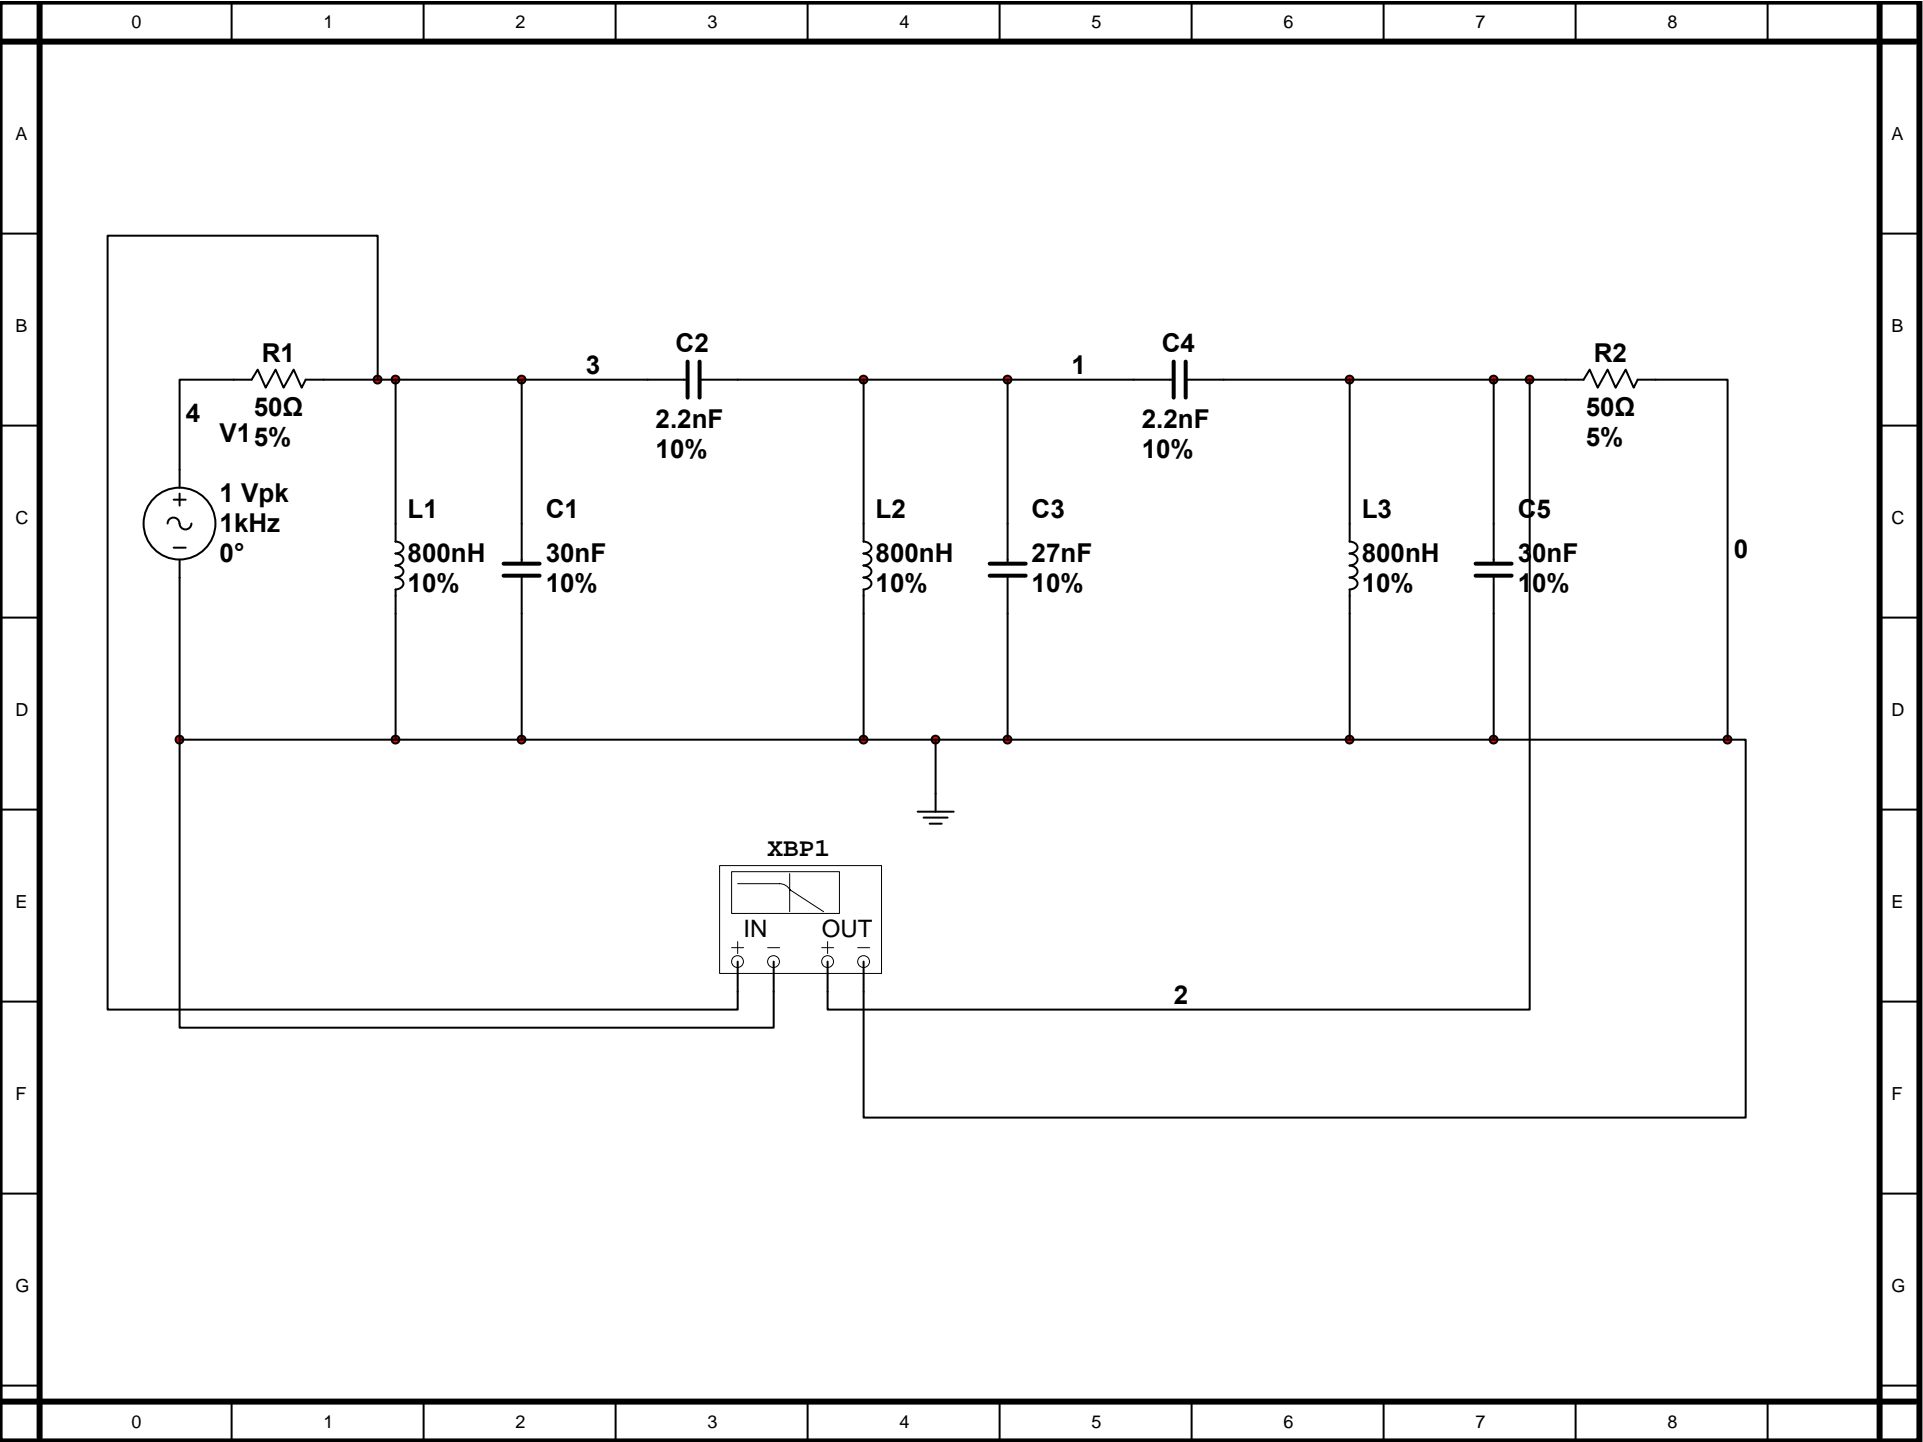 0 1 2 3 4 5 6 7 8
A A
B B
C C
D D
E E
F F
G G
R1
50Ω
5%
4
V1
1 Vpk
1kHz
0°
3
C2
2.2nF
10%
1
C4
2.2nF
10%
R2
50Ω
5%
L1
800nH
10%
C1
30nF
10%
L2
800nH
10%
C3
27nF
10%
L3
800nH
10%
C5
30nF
10%
0
XBP1
IN OUT
+ − + −
2
0 1 2 3 4 5 6 7 8